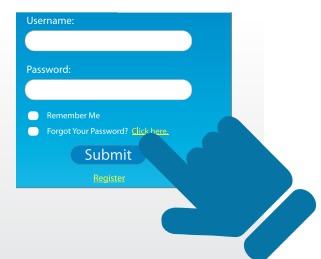 Username:
Password:
Remember Me
Forgot Your Password? Click here.
Submit
Register